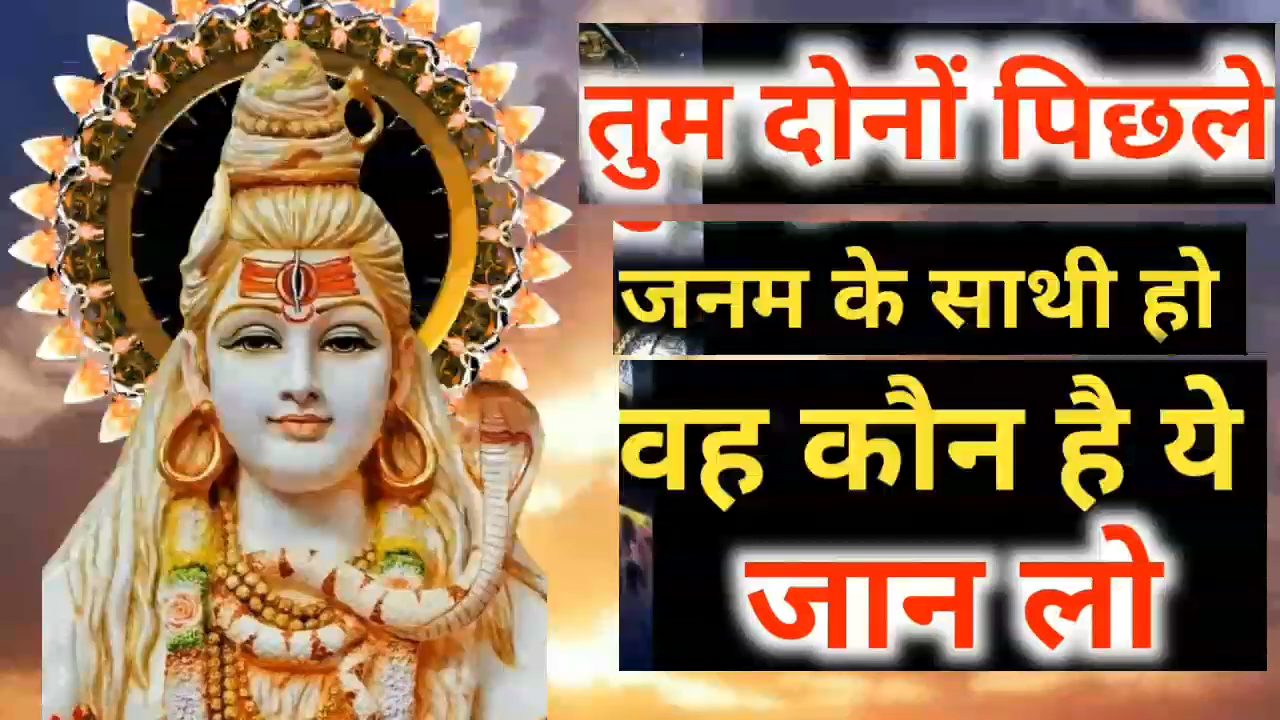 तुम दोनों पिछले
जनम के साथी हो
वह कौन है ये
जान लो